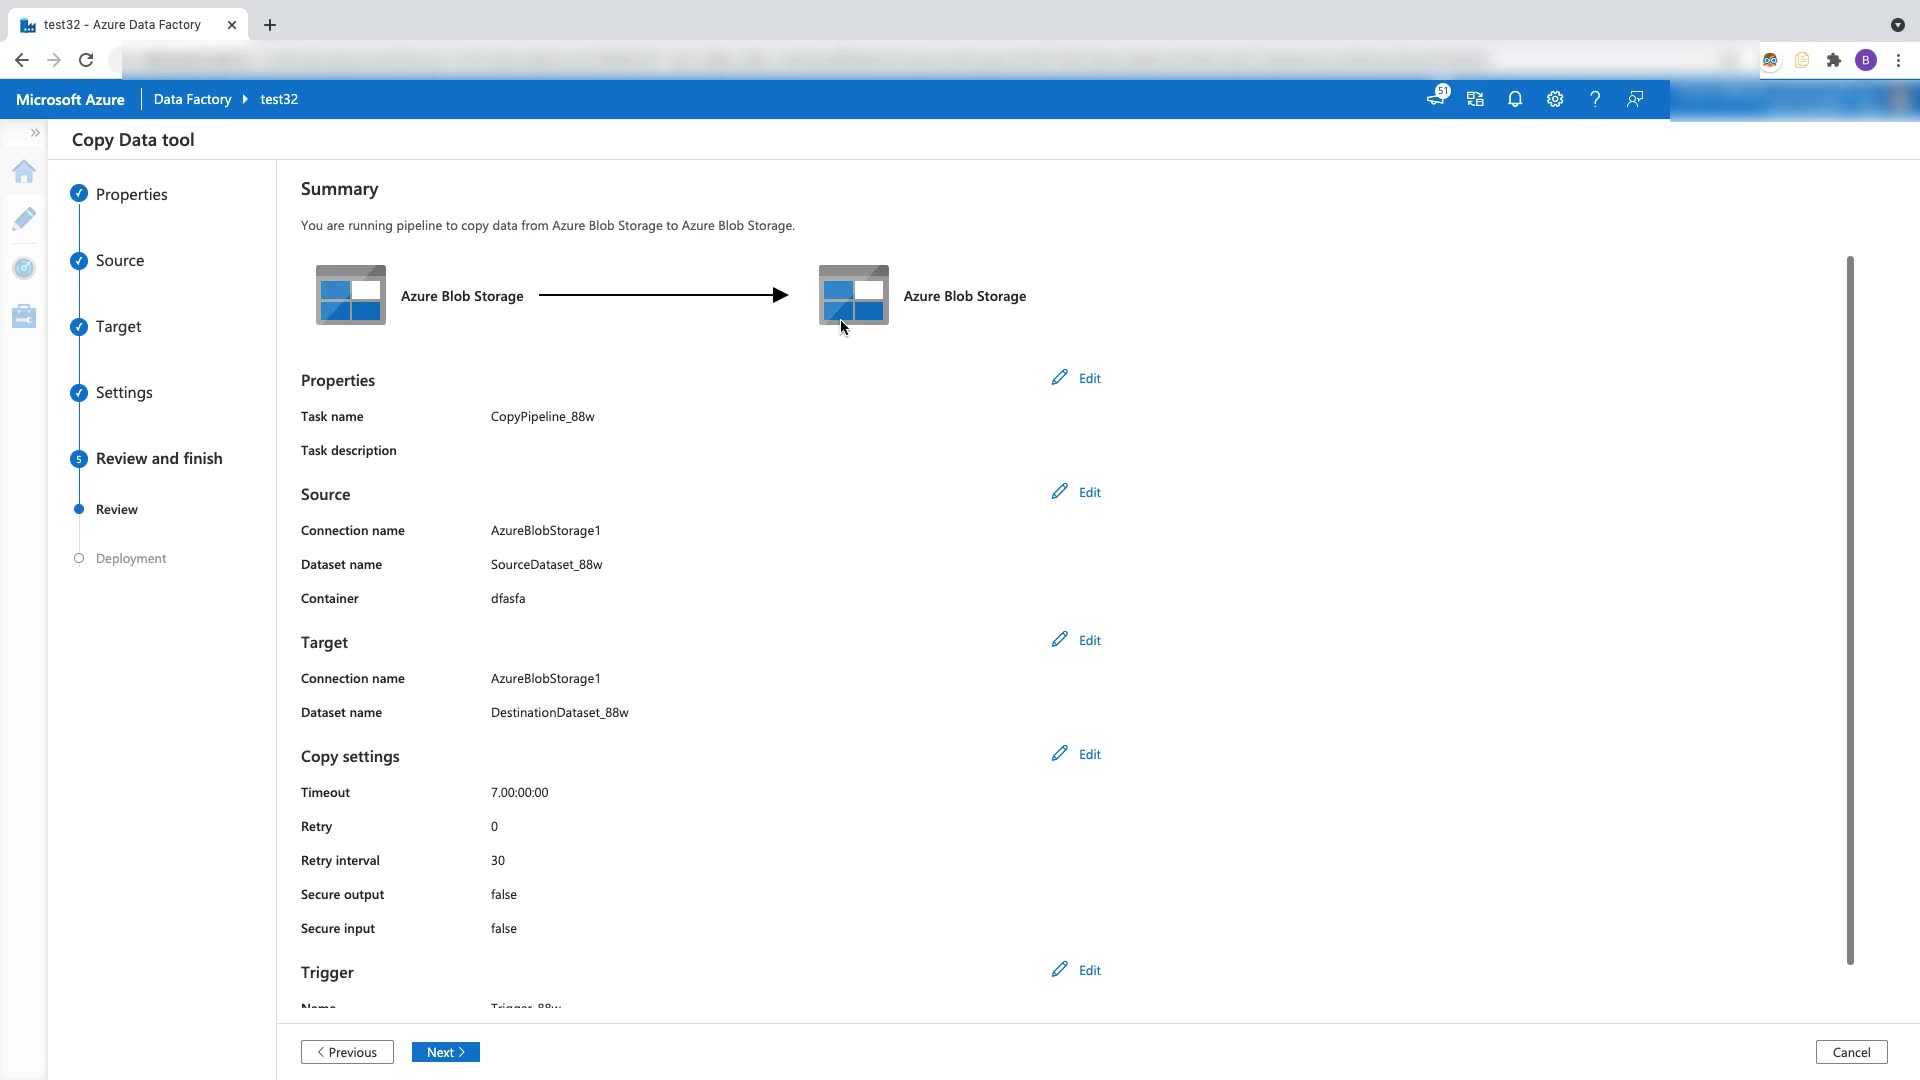 test32 - Azure Data Factory
B
Microsoft Azure
Data Factory
test32
51
Copy Data tool
Properties
Source
Target
Settings
5
Review and finish
Review
Deployment
Summary
You are running pipeline to copy data from Azure Blob Storage to Azure Blob Storage.
Azure Blob Storage
Azure Blob Storage
Properties
Edit
Task name
CopyPipeline_88w
Task description
Source
Edit
Connection name
AzureBlobStorage1
Dataset name
SourceDataset_88w
Container
dfasfa
Target
Edit
Connection name
AzureBlobStorage1
Dataset name
DestinationDataset_88w
Copy settings
Edit
Timeout
7.00:00:00
Retry
0
Retry interval
30
Secure output
false
Secure input
false
Trigger
Edit
Name
Trigger_88w
Previous
Next
Cancel